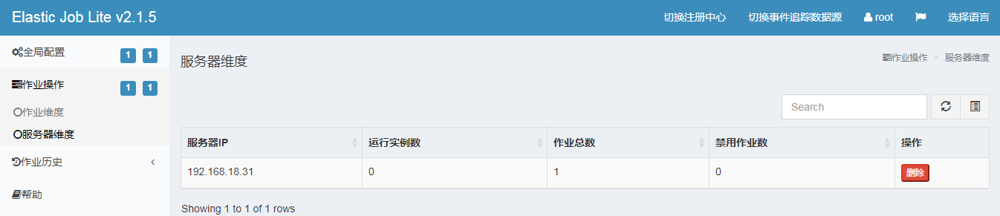 Elastic Job Lite v2.1.5 切换注册中心 切换事件追踪数据源 root 选择语言
全局配置 1 1
作业操作 1 1
作业维度
服务器维度
作业历史
帮助
服务器维度 作业操作 > 服务器维度
Search
服务器IP 运行实例数 作业总数 禁用作业数 操作
192.168.18.31 0 1 0 删除
Showing 1 to 1 of 1 rows